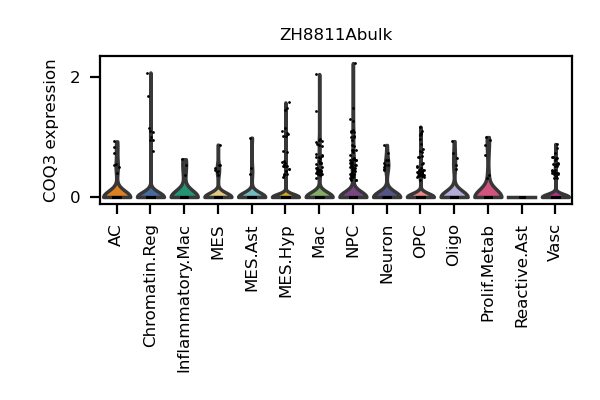 ZH8811Abulk
COQ3 expression
2
0
AC
Chromatin.Reg
Inflammatory.Mac
MES
MES.Ast
MES.Hyp
Mac
NPC
Neuron
OPC
Oligo
Prolif.Metab
Reactive.Ast
Vasc